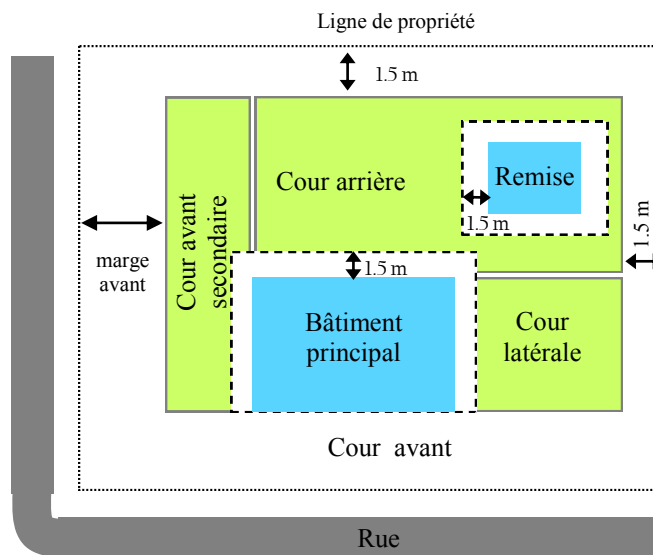 Ligne de propriété
1.5 m
Cour arrière
Remise
1.5 m
1.5 m
marge
avant
Cour avant
secondaire
1.5 m
Bâtiment
principal
Cour
latérale
Cour avant
Rue